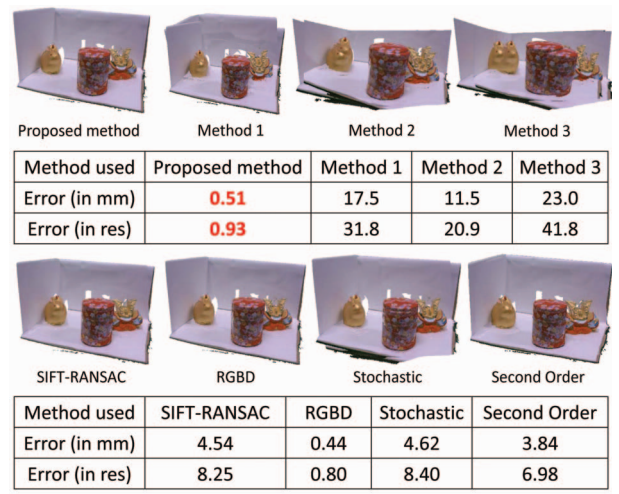 Proposed method Method 1 Method 2 Method 3
Method used Proposed method Method 1 Method 2 Method 3
Error (in mm) 0.51 17.5 11.5 23.0
Error (in res) 0.93 31.8 20.9 41.8
SIFT-RANSAC RGBD Stochastic Second Order
Method used SIFT-RANSAC RGBD Stochastic Second Order
Error (in mm) 4.54 0.44 4.62 3.84
Error (in res) 8.25 0.80 8.40 6.98